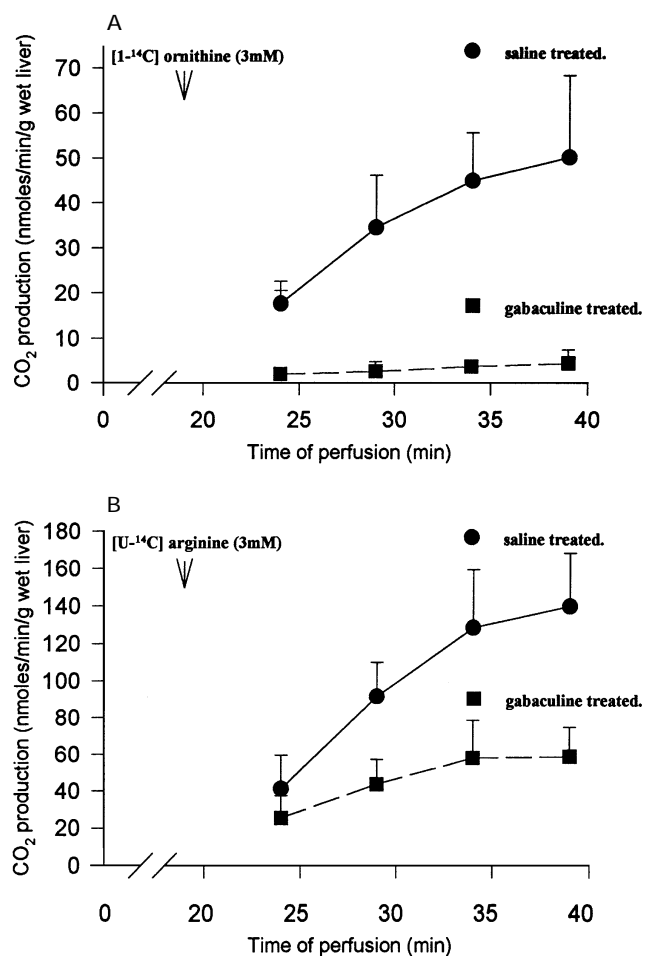 A
[1-¹⁴C] ornithine (3mM)
saline treated.
gabaculine treated.
CO₂ production (nmoles/min/g wet liver)
70
60
50
40
30
20
10
0
0 20 25 30 35 40
Time of perfusion (min)
B
[U-¹⁴C] arginine (3mM)
saline treated.
gabaculine treated.
CO₂ production (nmoles/min/g wet liver)
180
160
140
120
100
80
60
40
20
0
0 20 25 30 35 40
Time of perfusion (min)